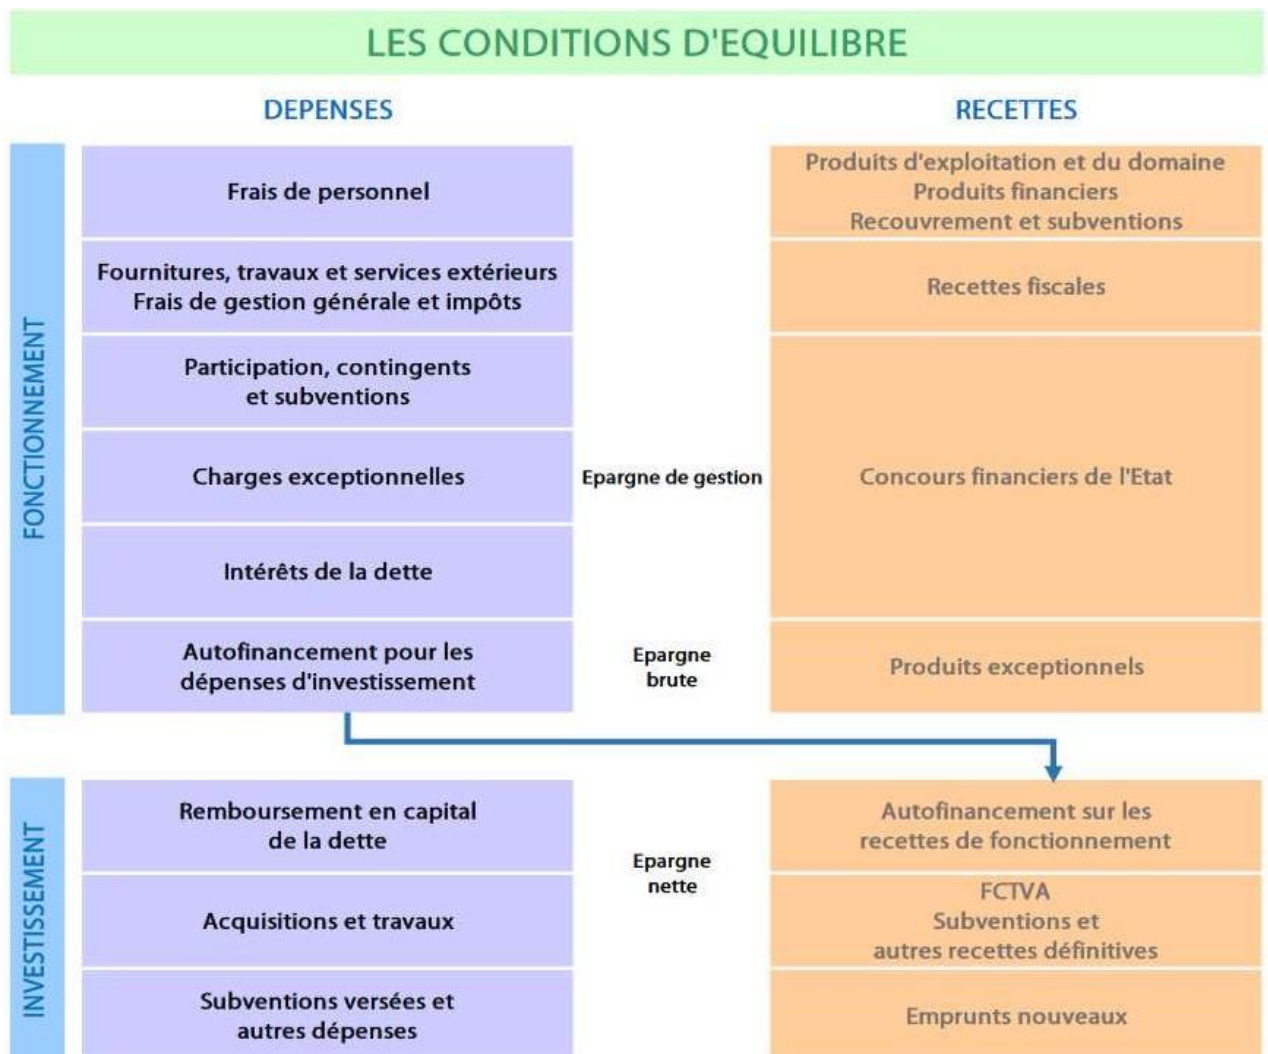 LES CONDITIONS D'EQUILIBRE
DEPENSES
RECETTES
FONCTIONNEMENT
Frais de personnel
Produits d'exploitation et du domaine
Produits financiers
Recouvrement et subventions
Fournitures, travaux et services extérieurs
Frais de gestion générale et impôts
Recettes fiscales
Participation, contingents
et subventions
Charges exceptionnelles
Epargne de gestion
Concours financiers de l'Etat
Intérêts de la dette
Autofinancement pour les
dépenses d'investissement
Epargne
brute
Produits exceptionnels
INVESTISSEMENT
Remboursement en capital
de la dette
Epargne
nette
Autofinancement sur les
recettes de fonctionnement
Acquisitions et travaux
FCTVA
Subventions et
autres recettes définitives
Subventions versées et
autres dépenses
Emprunts nouveaux